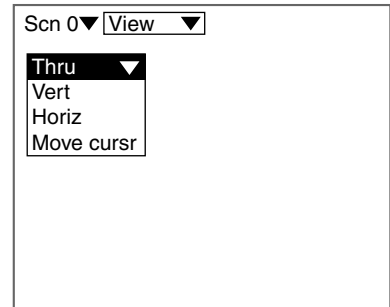 Scn 0▼ View ▼
Thru ▼
Vert
Horiz
Move cursr